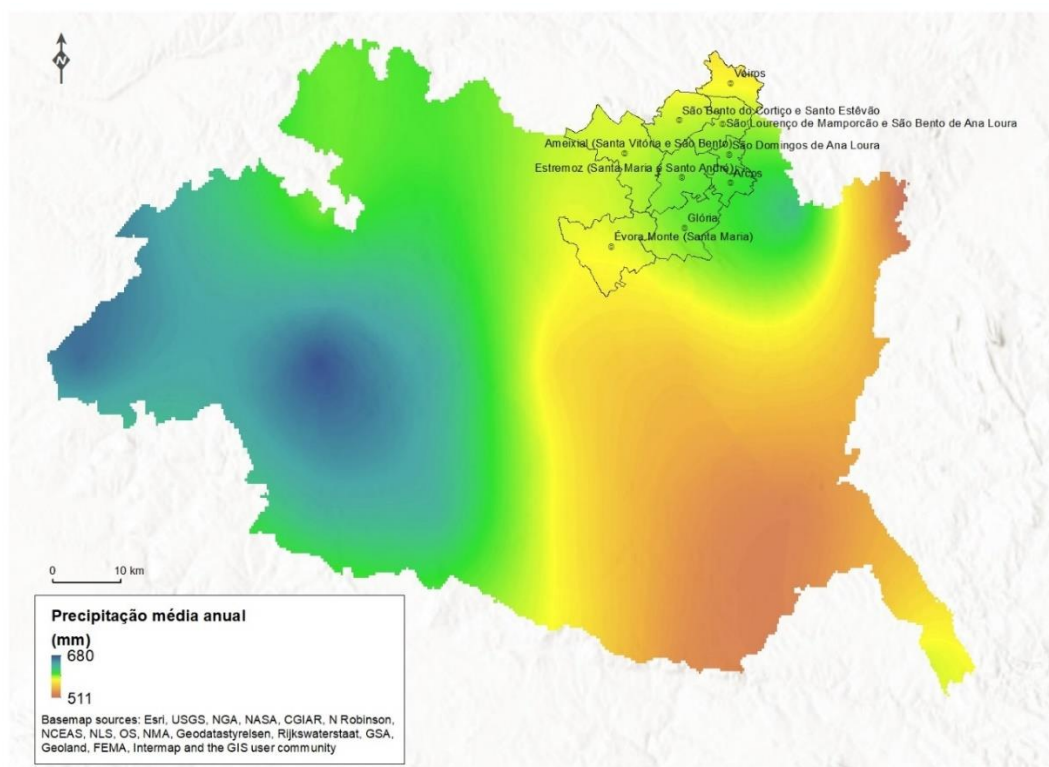 N
Veiros
São Bento do Cortiço e Santo Estêvão
São Lourenço de Mamporcão e São Bento de Ana Loura
Ameixial (Santa Vitória e São Bento)
São Domingos de Ana Loura
Estremoz (Santa Maria e Santo André)
Arcos
Glória
Évora Monte (Santa Maria)
0 10 km
Precipitação média anual
(mm)
680
511
Basemap sources: Esri, USGS, NGA, NASA, CGIAR, N Robinson,
NCEAS, NLS, OS, NMA, Geodatastyrelsen, Rijkswaterstaat, GSA,
Geoland, FEMA, Intermap and the GIS user community